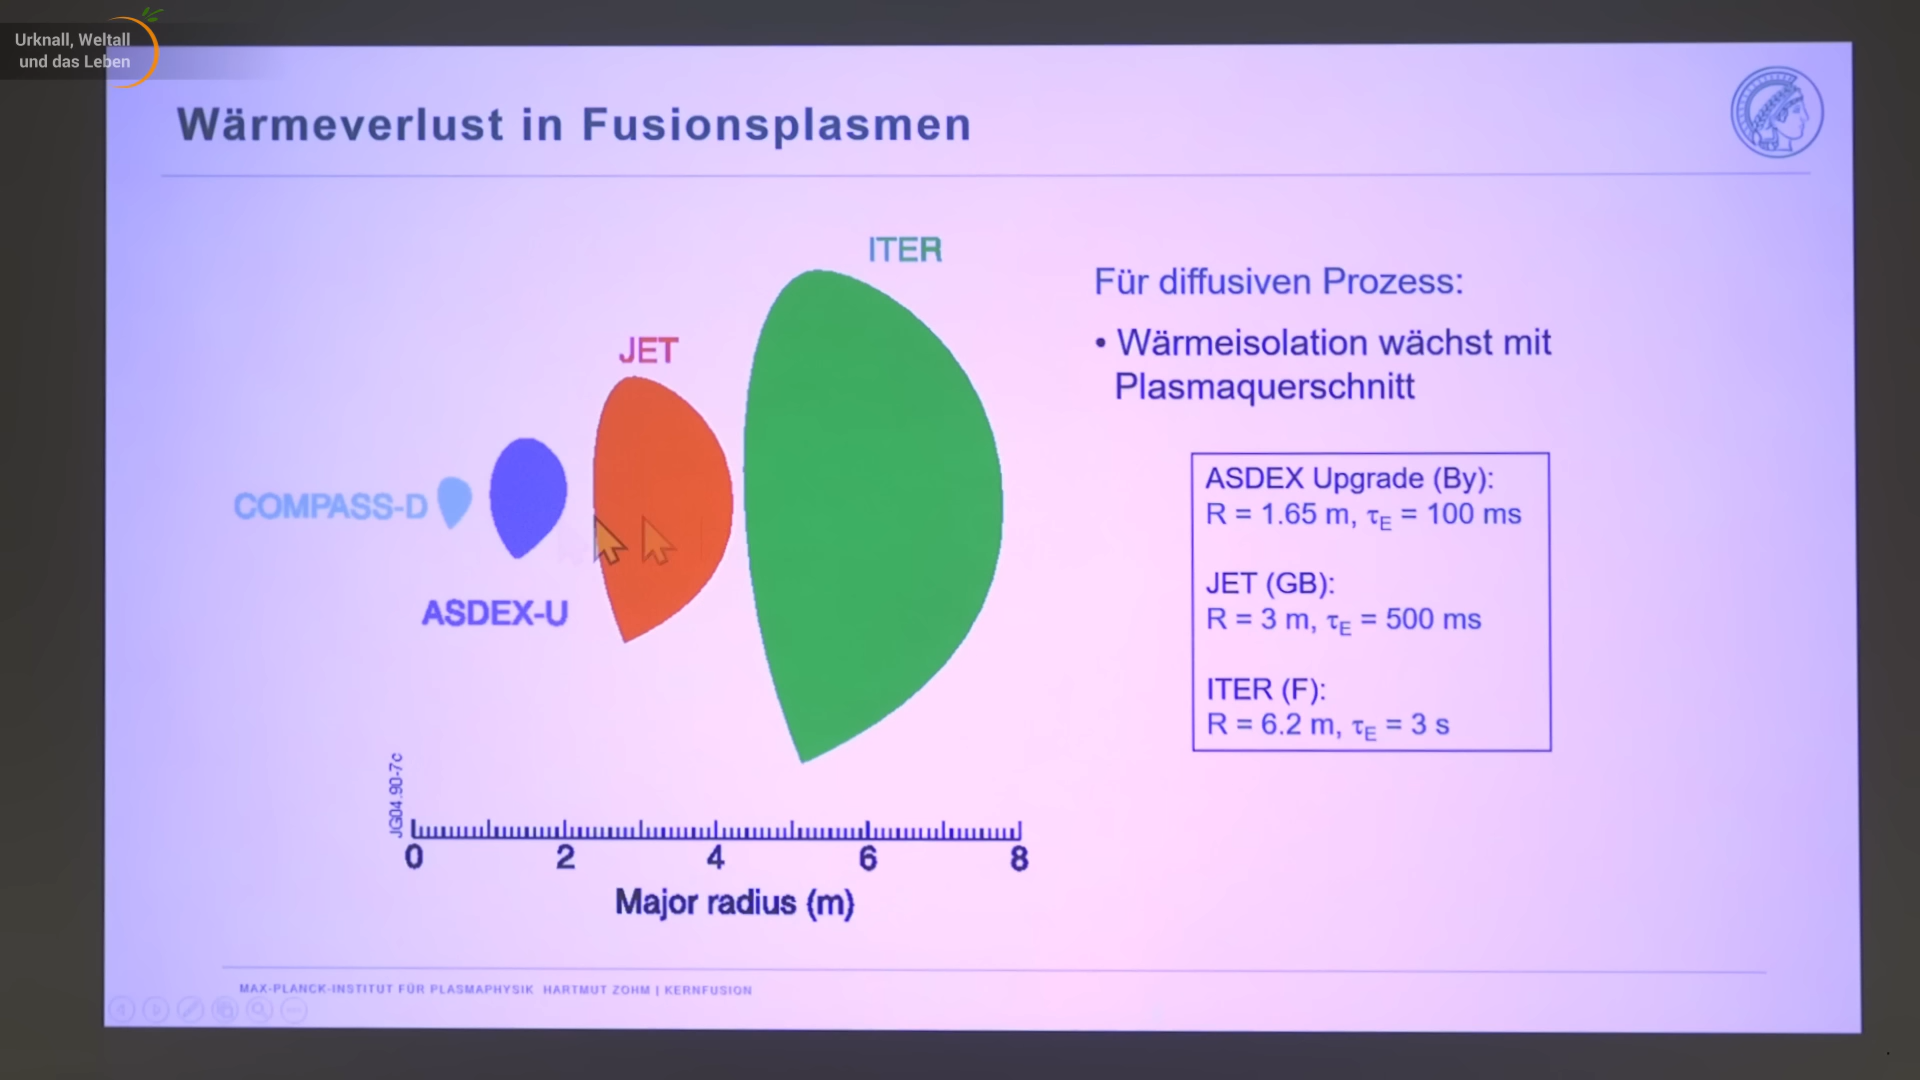 Urknall, Weltall
und das Leben
Wärmeverlust in Fusionsplasmen
ITER
JET
COMPASS-D
ASDEX-U
JG04.90-7c
0 2 4 6 8
Major radius (m)
Für diffusiven Prozess:
• Wärmeisolation wächst mit
Plasmaquerschnitt
ASDEX Upgrade (By):
R = 1.65 m, τE = 100 ms
JET (GB):
R = 3 m, τE = 500 ms
ITER (F):
R = 6.2 m, τE = 3 s
MAX-PLANCK-INSTITUT FÜR PLASMAPHYSIK HARTMUT ZOHM | KERNFUSION